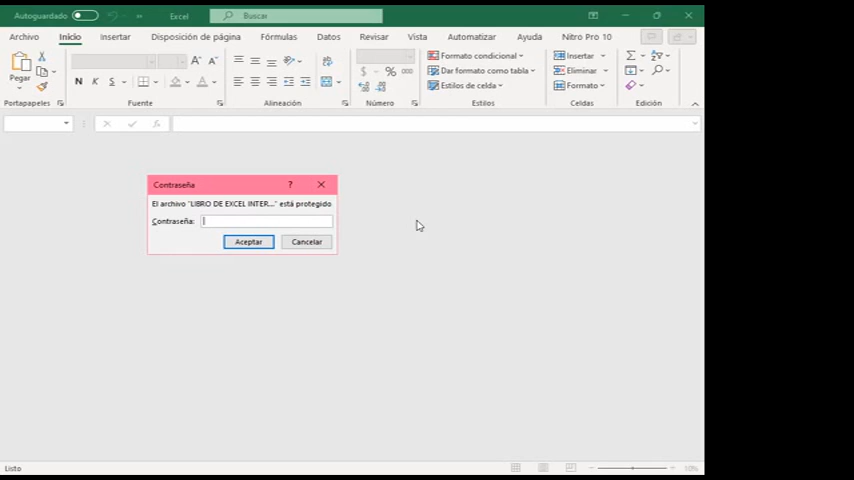 Autoguardado
Excel
Buscar
Archivo Inicio Insertar Disposición de página Fórmulas Datos Revisar Vista Automatizar Ayuda Nitro Pro 10
Pegar
N K S
$ % 000
Formato condicional
Dar formato como tabla
Estilos de celda
Insertar
Eliminar
Formato
Portapapeles Fuente Alineación Número Estilos Celdas Edición
Contraseña ?
El archivo "LIBRO DE EXCEL INTER..." está protegido
Contraseña:
Aceptar Cancelar
Listo
10%